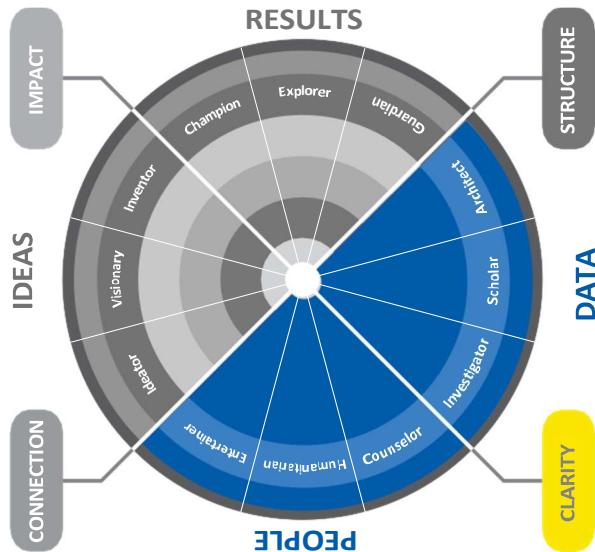 RESULTS
IMPACT
STRUCTURE
Champion
Explorer
Guardian
Inventor
Architect
IDEAS
Visionary
Scholar
DATA
Ideator
Investigator
Entertainer
Humanitarian
Counselor
CONNECTION
CLARITY
PEOPLE